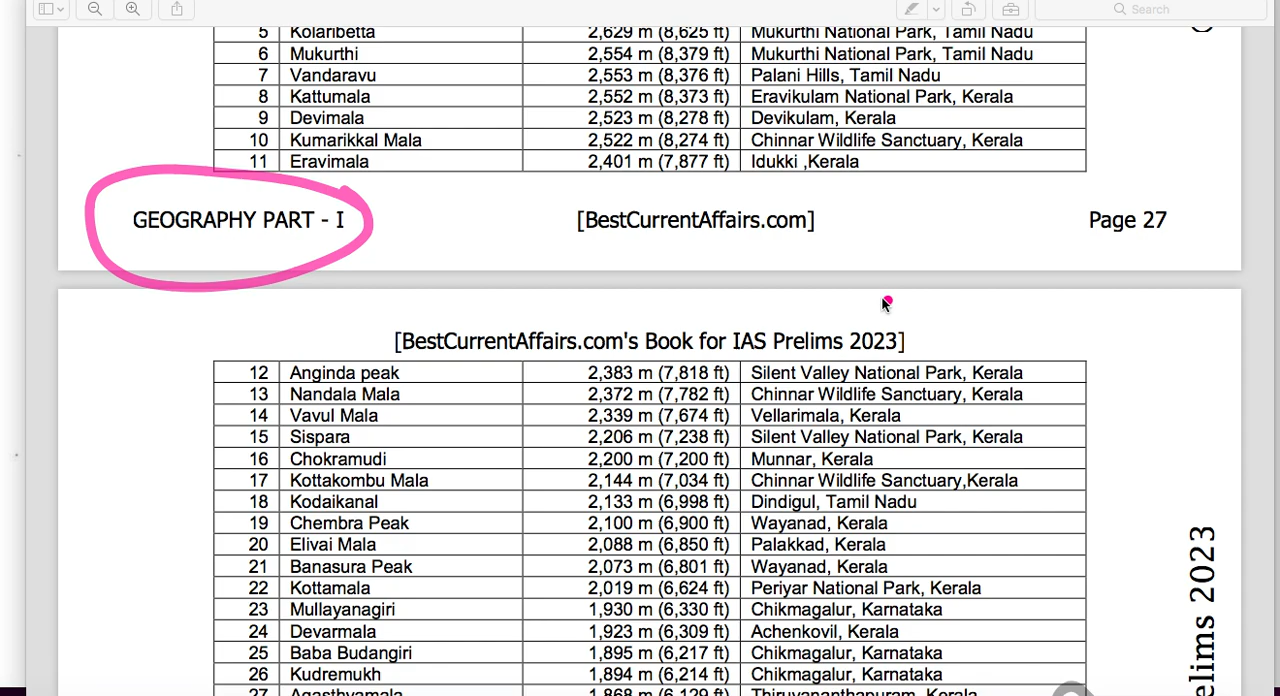 Search
5 Kolaribetta 2,629 m (8,625 ft) Mukurthi National Park, Tamil Nadu
6 Mukurthi 2,554 m (8,379 ft) Mukurthi National Park, Tamil Nadu
7 Vandaravu 2,553 m (8,376 ft) Palani Hills, Tamil Nadu
8 Kattumala 2,552 m (8,373 ft) Eravikulam National Park, Kerala
9 Devimala 2,523 m (8,278 ft) Devikulam, Kerala
10 Kumarikkal Mala 2,522 m (8,274 ft) Chinnar Wildlife Sanctuary, Kerala
11 Eravimala 2,401 m (7,877 ft) Idukki ,Kerala
GEOGRAPHY PART - I [BestCurrentAffairs.com] Page 27
[BestCurrentAffairs.com's Book for IAS Prelims 2023]
12 Anginda peak 2,383 m (7,818 ft) Silent Valley National Park, Kerala
13 Nandala Mala 2,372 m (7,782 ft) Chinnar Wildlife Sanctuary, Kerala
14 Vavul Mala 2,339 m (7,674 ft) Vellarimala, Kerala
15 Sispara 2,206 m (7,238 ft) Silent Valley National Park, Kerala
16 Chokramudi 2,200 m (7,200 ft) Munnar, Kerala
17 Kottakombu Mala 2,144 m (7,034 ft) Chinnar Wildlife Sanctuary,Kerala
18 Kodaikanal 2,133 m (6,998 ft) Dindigul, Tamil Nadu
19 Chembra Peak 2,100 m (6,900 ft) Wayanad, Kerala
20 Elivai Mala 2,088 m (6,850 ft) Palakkad, Kerala
21 Banasura Peak 2,073 m (6,801 ft) Wayanad, Kerala
22 Kottamala 2,019 m (6,624 ft) Periyar National Park, Kerala
23 Mullayanagiri 1,930 m (6,330 ft) Chikmagalur, Karnataka
24 Devarmala 1,923 m (6,309 ft) Achenkovil, Kerala
25 Baba Budangiri 1,895 m (6,217 ft) Chikmagalur, Karnataka
26 Kudremukh 1,894 m (6,214 ft) Chikmagalur, Karnataka
27 Agasthyamala 1,868 m (6,129 ft) Thiruvananthapuram, Kerala
elims 2023